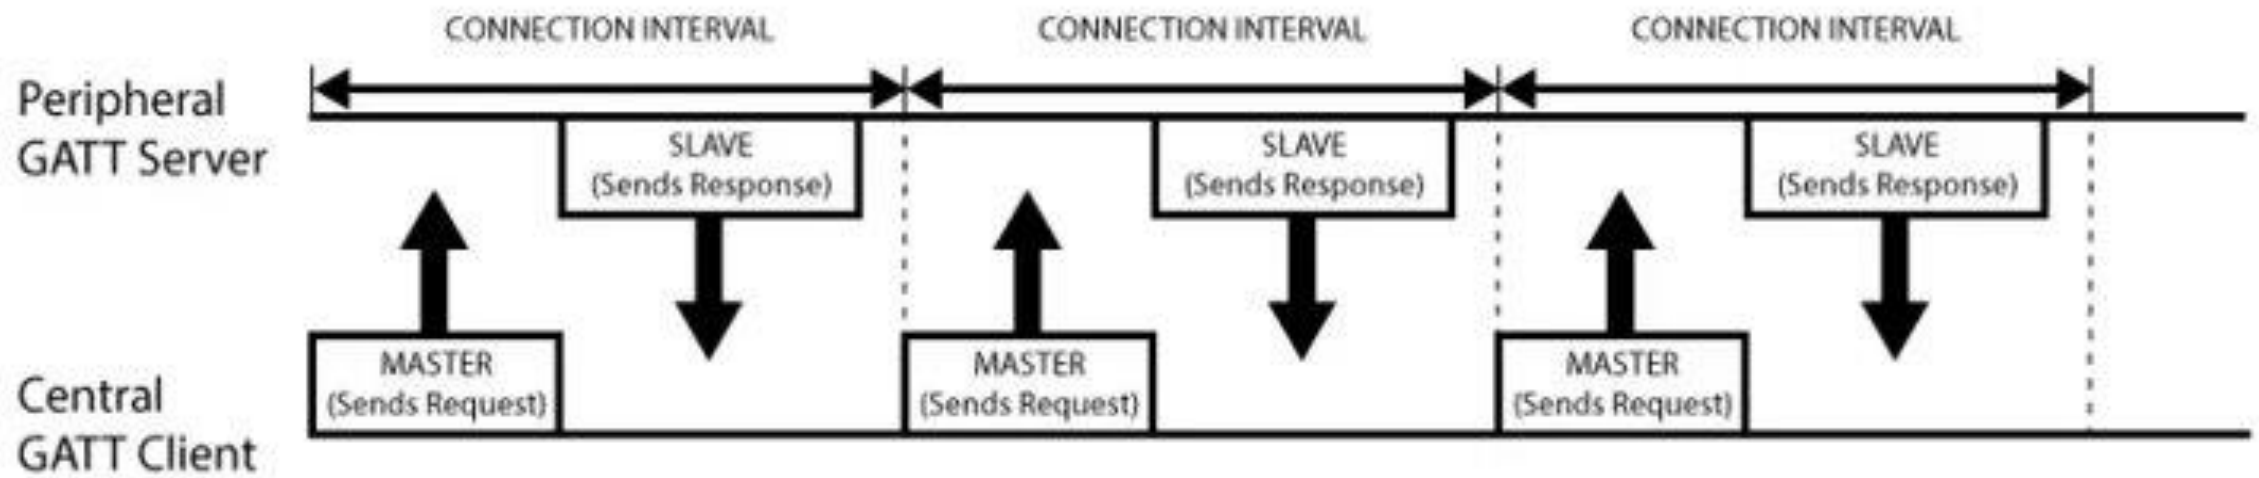 CONNECTION INTERVAL
CONNECTION INTERVAL
CONNECTION INTERVAL
Peripheral
GATT Server
SLAVE
(Sends Response)
SLAVE
(Sends Response)
SLAVE
(Sends Response)
MASTER
(Sends Request)
MASTER
(Sends Request)
MASTER
(Sends Request)
Central
GATT Client